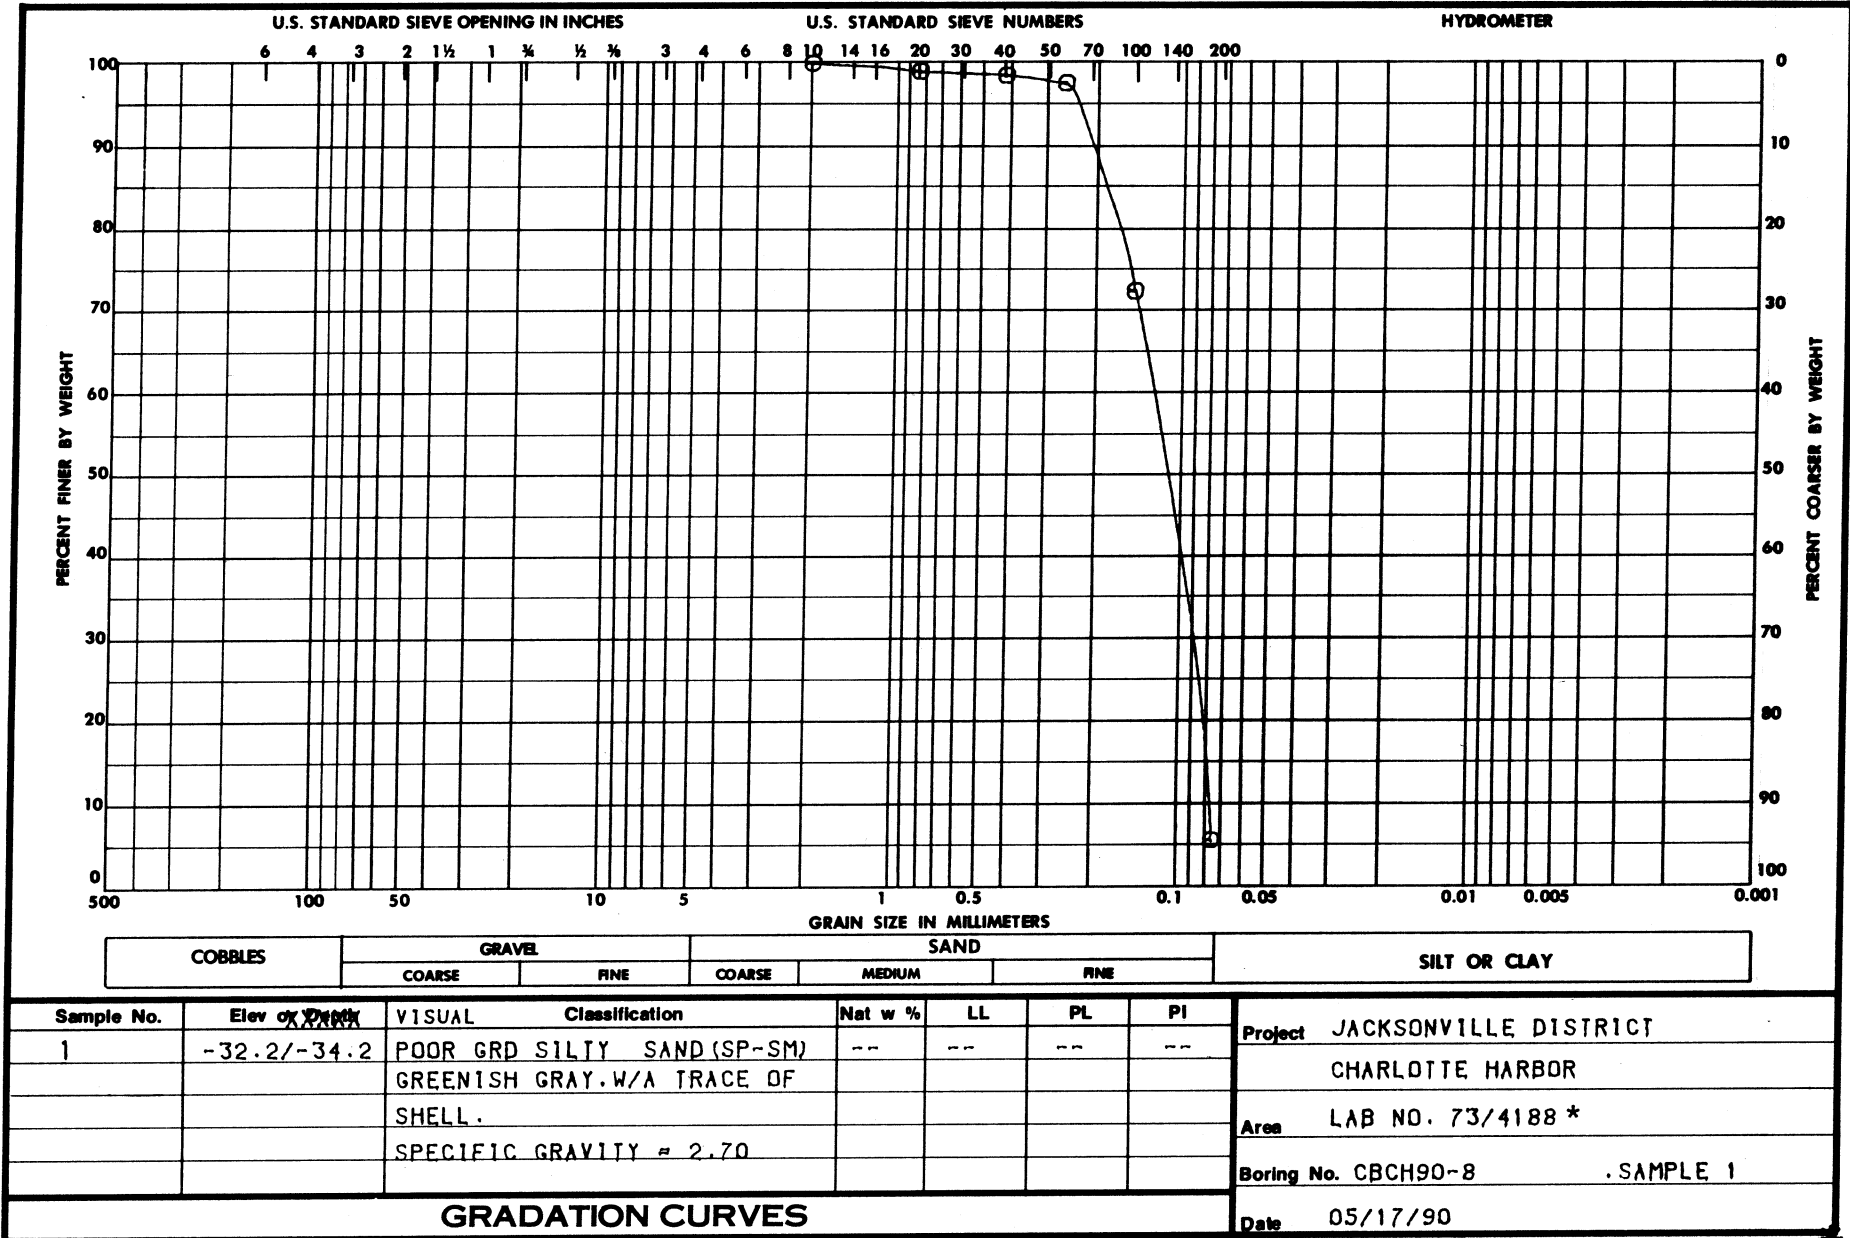 U.S. STANDARD SIEVE OPENING IN INCHES U.S. STANDARD SIEVE NUMBERS HYDROMETER
6 4 3 2 1½ 1 ¾ ½ ⅜ 3 4 6 8 10 14 16 20 30 40 50 70 100 140 200
100 0
90 10
80 20
70 30
60 40
50 50
40 60
30 70
20 80
10 90
0 100
PERCENT FINER BY WEIGHT
PERCENT COARSER BY WEIGHT
500 100 50 10 5 1 0.5 0.1 0.05 0.01 0.005 0.001
GRAIN SIZE IN MILLIMETERS
COBBLES GRAVEL SAND SILT OR CLAY
COARSE FINE COARSE MEDIUM FINE
Sample No. Elev or Depth VISUAL Classification Nat w % LL PL PI
1 -32.2/-34.2 POOR GRD SILTY SAND(SP-SM) -- -- -- --
GREENISH GRAY.W/A TRACE OF
SHELL.
SPECIFIC GRAVITY = 2.70
Project JACKSONVILLE DISTRICT
CHARLOTTE HARBOR
Area LAB NO. 73/4188 *
Boring No. CBCH90-8 .SAMPLE 1
Date 05/17/90
GRADATION CURVES